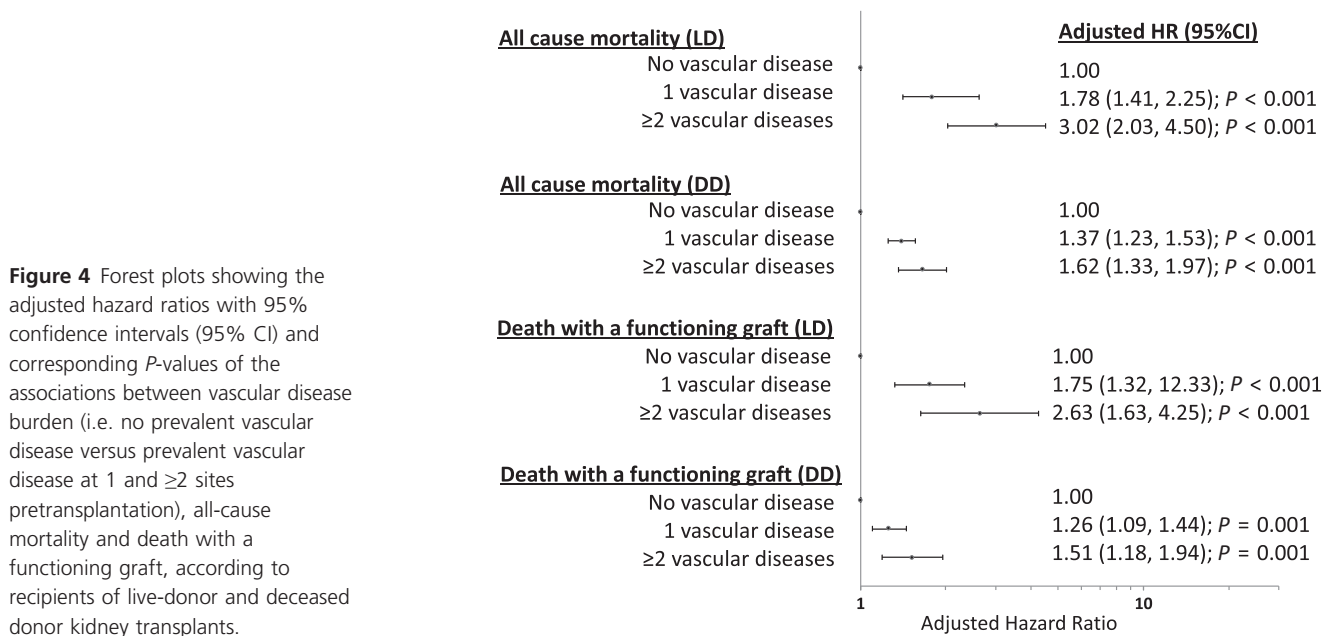 All cause mortality (LD)
Adjusted HR (95%CI)
No vascular disease
1.00
1 vascular disease
1.78 (1.41, 2.25); P < 0.001
≥2 vascular diseases
3.02 (2.03, 4.50); P < 0.001
All cause mortality (DD)
No vascular disease
1.00
1 vascular disease
1.37 (1.23, 1.53); P < 0.001
≥2 vascular diseases
1.62 (1.33, 1.97); P < 0.001
Death with a functioning graft (LD)
No vascular disease
1.00
1 vascular disease
1.75 (1.32, 12.33); P < 0.001
≥2 vascular diseases
2.63 (1.63, 4.25); P < 0.001
Death with a functioning graft (DD)
No vascular disease
1.00
1 vascular disease
1.26 (1.09, 1.44); P = 0.001
≥2 vascular diseases
1.51 (1.18, 1.94); P = 0.001
1
10
Adjusted Hazard Ratio
Figure 4 Forest plots showing the
adjusted hazard ratios with 95%
confidence intervals (95% CI) and
corresponding P-values of the
associations between vascular disease
burden (i.e. no prevalent vascular
disease versus prevalent vascular
disease at 1 and ≥2 sites
pretransplantation), all-cause
mortality and death with a
functioning graft, according to
recipients of live-donor and deceased
donor kidney transplants.